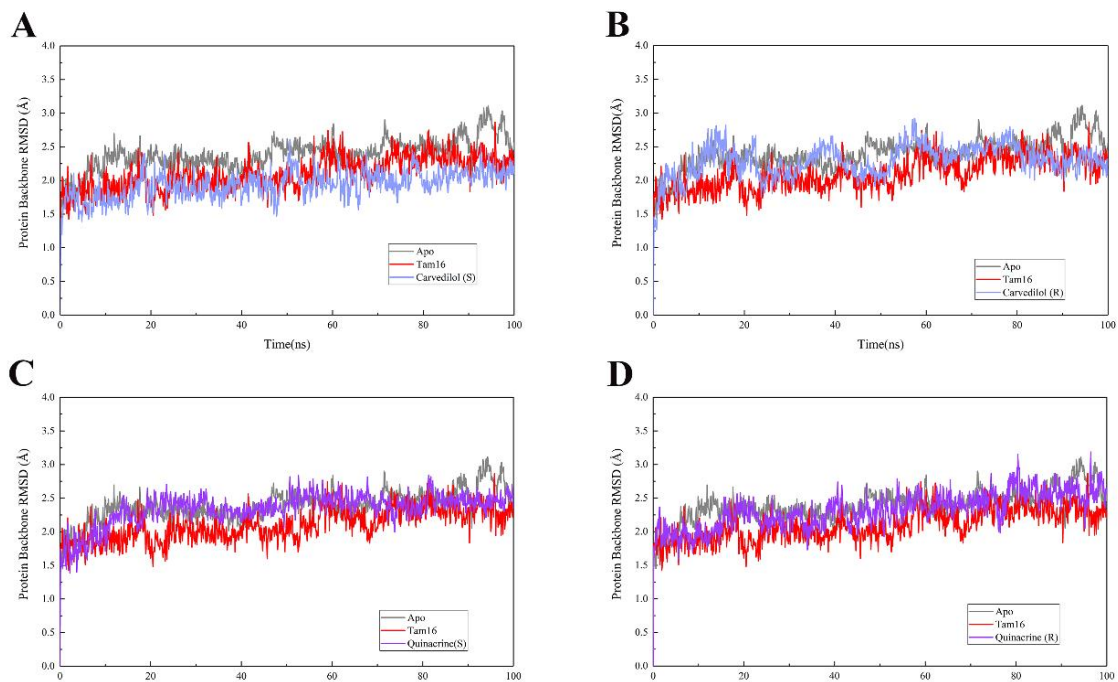 A
B
Protein Backbone RMSD (Å)
4.0
3.5
3.0
2.5
2.0
1.5
1.0
0.5
0.0
Apo
Tam16
Carvedilol (S)
0 20 40 60 80 100
Time(ns)
Protein Backbone RMSD(Å)
4.0
3.5
3.0
2.5
2.0
1.5
1.0
0.5
0.0
Apo
Tam16
Carvedilol (R)
0 20 40 60 80 100
Time(ns)
C
D
Protein Backbone RMSD (Å)
4.0
3.5
3.0
2.5
2.0
1.5
1.0
0.5
0.0
Apo
Tam16
Quinacrine(S)
0 20 40 60 80 100
Protein Backbone RMSD (Å)
4.0
3.5
3.0
2.5
2.0
1.5
1.0
0.5
0.0
Apo
Tam16
Quinacrine (R)
0 20 40 60 80 100